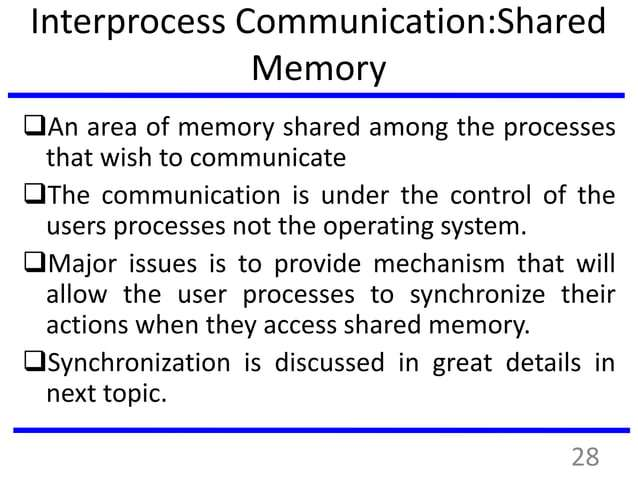 Interprocess Communication:Shared
Memory
❑An area of memory shared among the processes
that wish to communicate
❑The communication is under the control of the
users processes not the operating system.
❑Major issues is to provide mechanism that will
allow the user processes to synchronize their
actions when they access shared memory.
❑Synchronization is discussed in great details in
next topic.
28